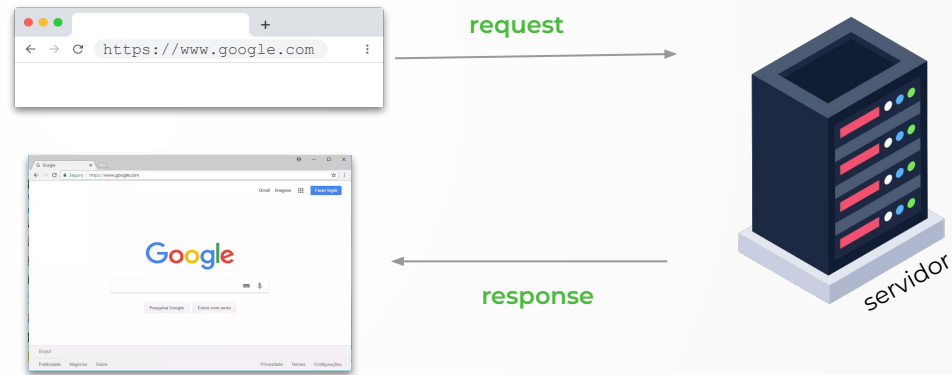 https://www.google.com
request
Google
Seguro | https://www.google.com
Gmail Imagens
Fazer login
Google
Pesquisa Google Estou com sorte
response
servidor
Brasil
Publicidade Negócios Sobre
Privacidade Termos Configurações